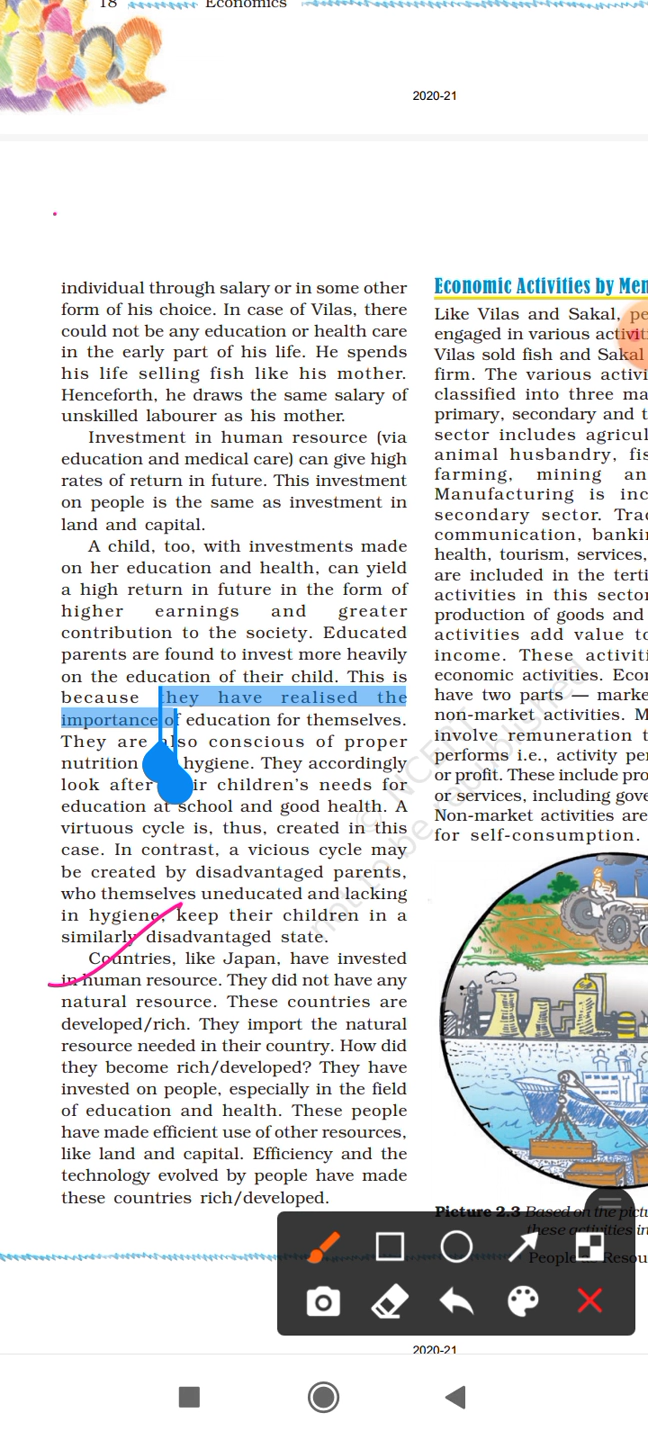 18 Economics
2020-21
individual through salary or in some other
form of his choice. In case of Vilas, there
could not be any education or health care
in the early part of his life. He spends
his life selling fish like his mother.
Henceforth, he draws the same salary of
unskilled labourer as his mother.
Investment in human resource (via
education and medical care) can give high
rates of return in future. This investment
on people is the same as investment in
land and capital.
A child, too, with investments made
on her education and health, can yield
a high return in future in the form of
higher earnings and greater
contribution to the society. Educated
parents are found to invest more heavily
on the education of their child. This is
because they have realised the
importance of education for themselves.
They are also conscious of proper
nutrition hygiene. They accordingly
look after their children's needs for
education at school and good health. A
virtuous cycle is, thus, created in this
case. In contrast, a vicious cycle may
be created by disadvantaged parents,
who themselves uneducated and lacking
in hygiene, keep their children in a
similarly disadvantaged state.
Countries, like Japan, have invested
in human resource. They did not have any
natural resource. These countries are
developed/rich. They import the natural
resource needed in their country. How did
they become rich/developed? They have
invested on people, especially in the field
of education and health. These people
have made efficient use of other resources,
like land and capital. Efficiency and the
technology evolved by people have made
these countries rich/developed.
Economic Activities by Men
Like Vilas and Sakal, pe
engaged in various activit
Vilas sold fish and Sakal
firm. The various activi
classified into three ma
primary, secondary and t
sector includes agricul
animal husbandry, fis
farming, mining an
Manufacturing is inc
secondary sector. Trad
communication, bankin
health, tourism, services,
are included in the terti
activities in this sector
production of goods and
activities add value to
income. These activiti
economic activities. Econ
have two parts — marke
non-market activities. M
involve remuneration t
performs i.e., activity per
or profit. These include pro
or services, including gove
Non-market activities are
for self-consumption.
© NCERT
not to be republished
Picture 2.3 Based on the pictu
these activities in
People as Resou
2020-21